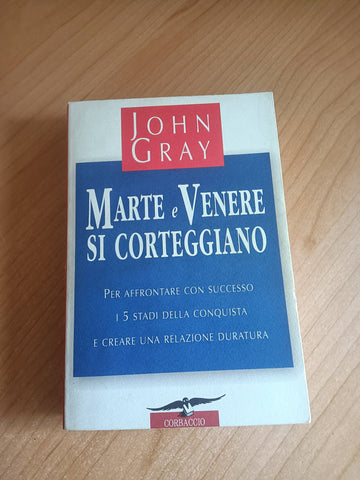 JOHN
GRAY
MARTE e VENERE
SI CORTEGGIANO
PER AFFRONTARE CON SUCCESSO
I 5 STADI DELLA CONQUISTA
E CREARE UNA RELAZIONE DURATURA
CORBACCIO